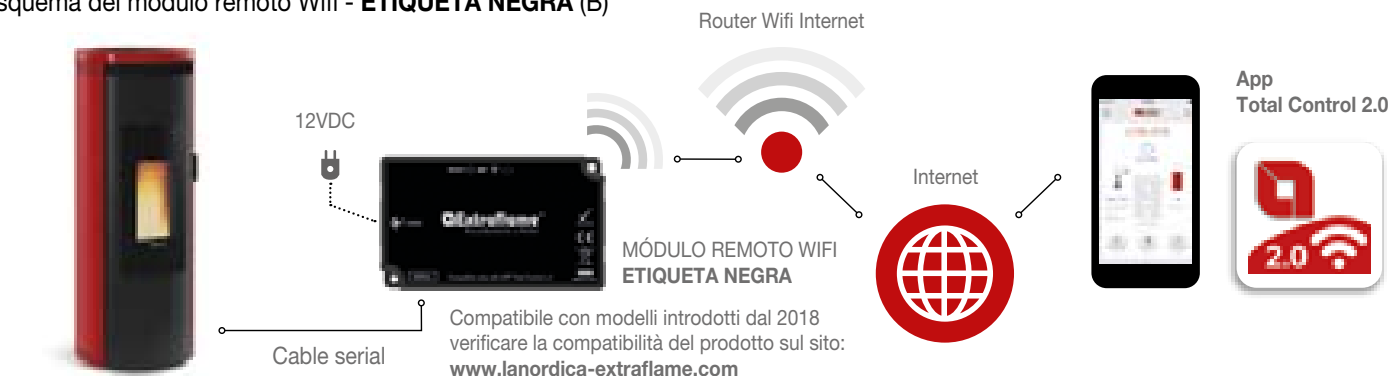 squema del módulo remoto Wifi - ETIQUETA NEGRA (B)
Router Wifi Internet
12VDC
Extraflame
MÓDULO REMOTO WIFI
ETIQUETA NEGRA
Cable serial
Compatibile con modelli introdotti dal 2018
verificare la compatibilità del prodotto sul sito:
www.lanordica-extraflame.com
Internet
App
Total Control 2.0
2.0